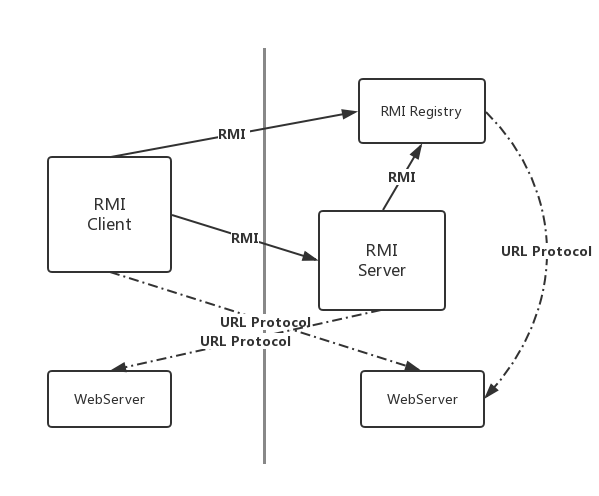 RMI Registry
RMI
RMI
RMI
Client
RMI
RMI
Server
URL Protocol
URL Protocol
URL Protocol
WebServer
WebServer